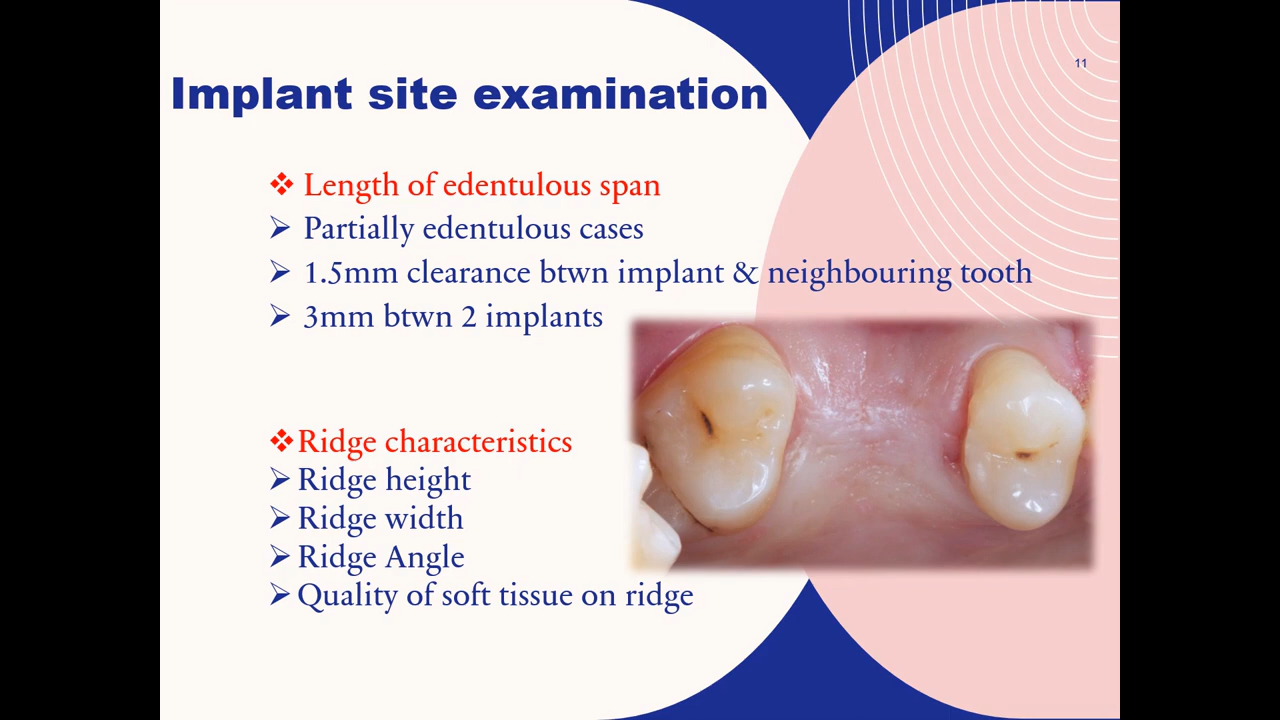 11
Implant site examination
❖ Length of edentulous span
➢ Partially edentulous cases
➢ 1.5mm clearance btwn implant & neighbouring tooth
➢ 3mm btwn 2 implants
❖Ridge characteristics
➢Ridge height
➢Ridge width
➢Ridge Angle
➢Quality of soft tissue on ridge